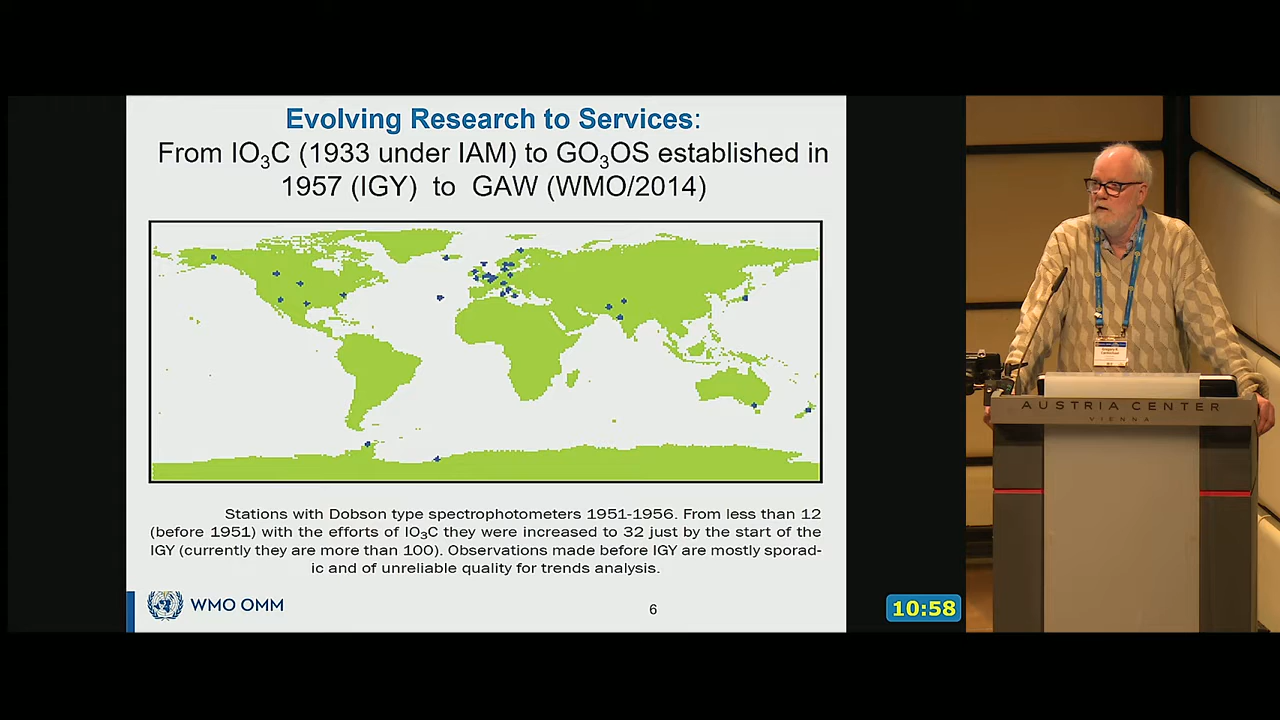 Evolving Research to Services:
From IO₃C (1933 under IAM) to GO₃OS established in
1957 (IGY) to GAW (WMO/2014)
Stations with Dobson type spectrophotometers 1951-1956. From less than 12
(before 1951) with the efforts of IO₃C they were increased to 32 just by the start of the
IGY (currently they are more than 100). Observations made before IGY are mostly sporad-
ic and of unreliable quality for trends analysis.
WMO OMM
6
10:58
Gregory R.
Carmichael
AUSTRIA CENTER
VIENNA